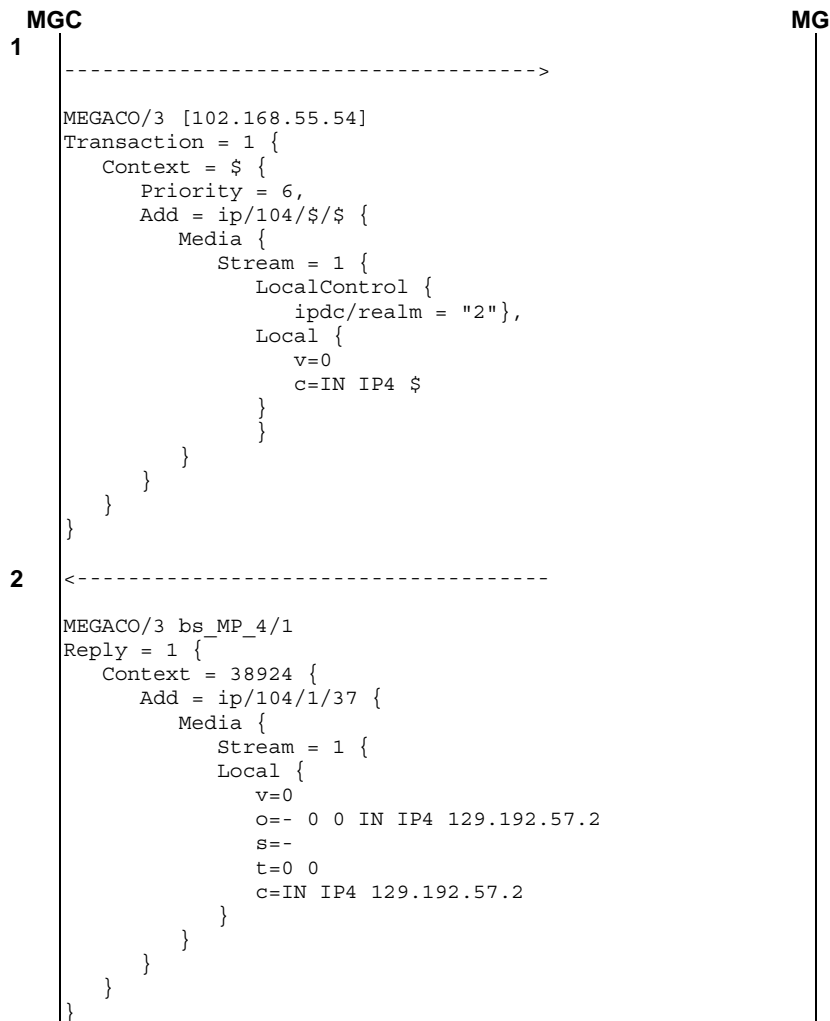 MGC MG
1
------------------------------------->
MEGACO/3 [102.168.55.54]
Transaction = 1 {
   Context = $ {
      Priority = 6,
      Add = ip/104/$/$ {
         Media {
            Stream = 1 {
               LocalControl {
                  ipdc/realm = "2"},
               Local {
                  v=0
                  c=IN IP4 $
               }
               }
         }
      }
   }
}
2 <-------------------------------------
MEGACO/3 bs_MP_4/1
Reply = 1 {
   Context = 38924 {
      Add = ip/104/1/37 {
         Media {
            Stream = 1 {
            Local {
               v=0
               o=- 0 0 IN IP4 129.192.57.2
               s=-
               t=0 0
               c=IN IP4 129.192.57.2
            }
         }
      }
   }
}